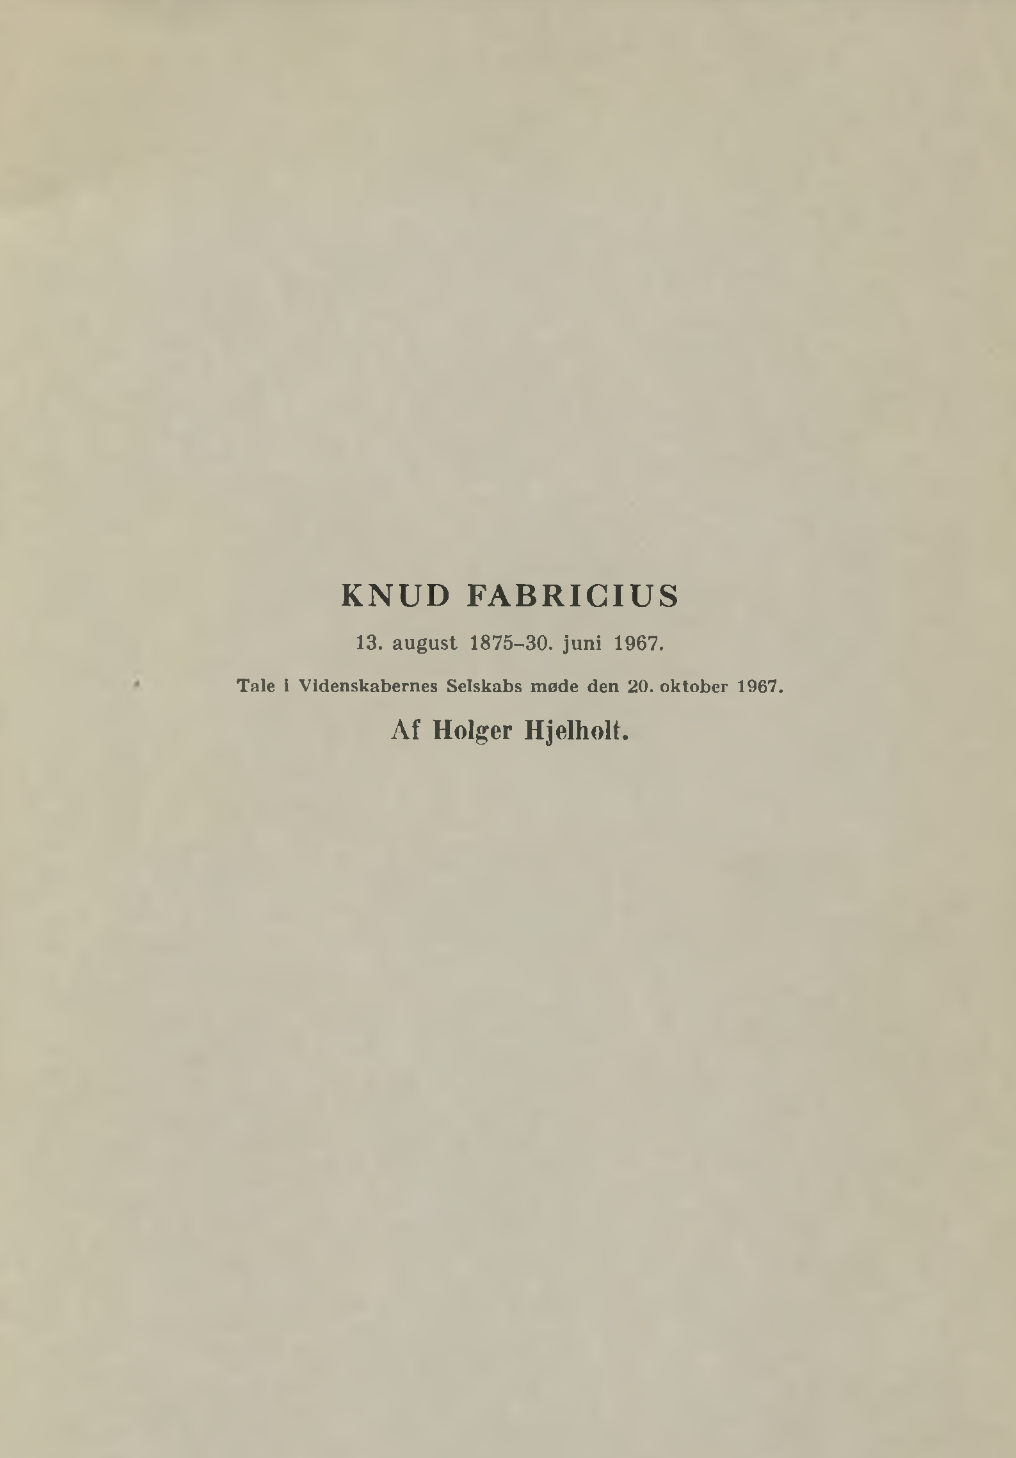 KNUD FABRICIUS
13. august 1875–30. juni 1967.
Tale i Videnskabernes Selskabs møde den 20. oktober 1967.
Af Holger Hjelholt.